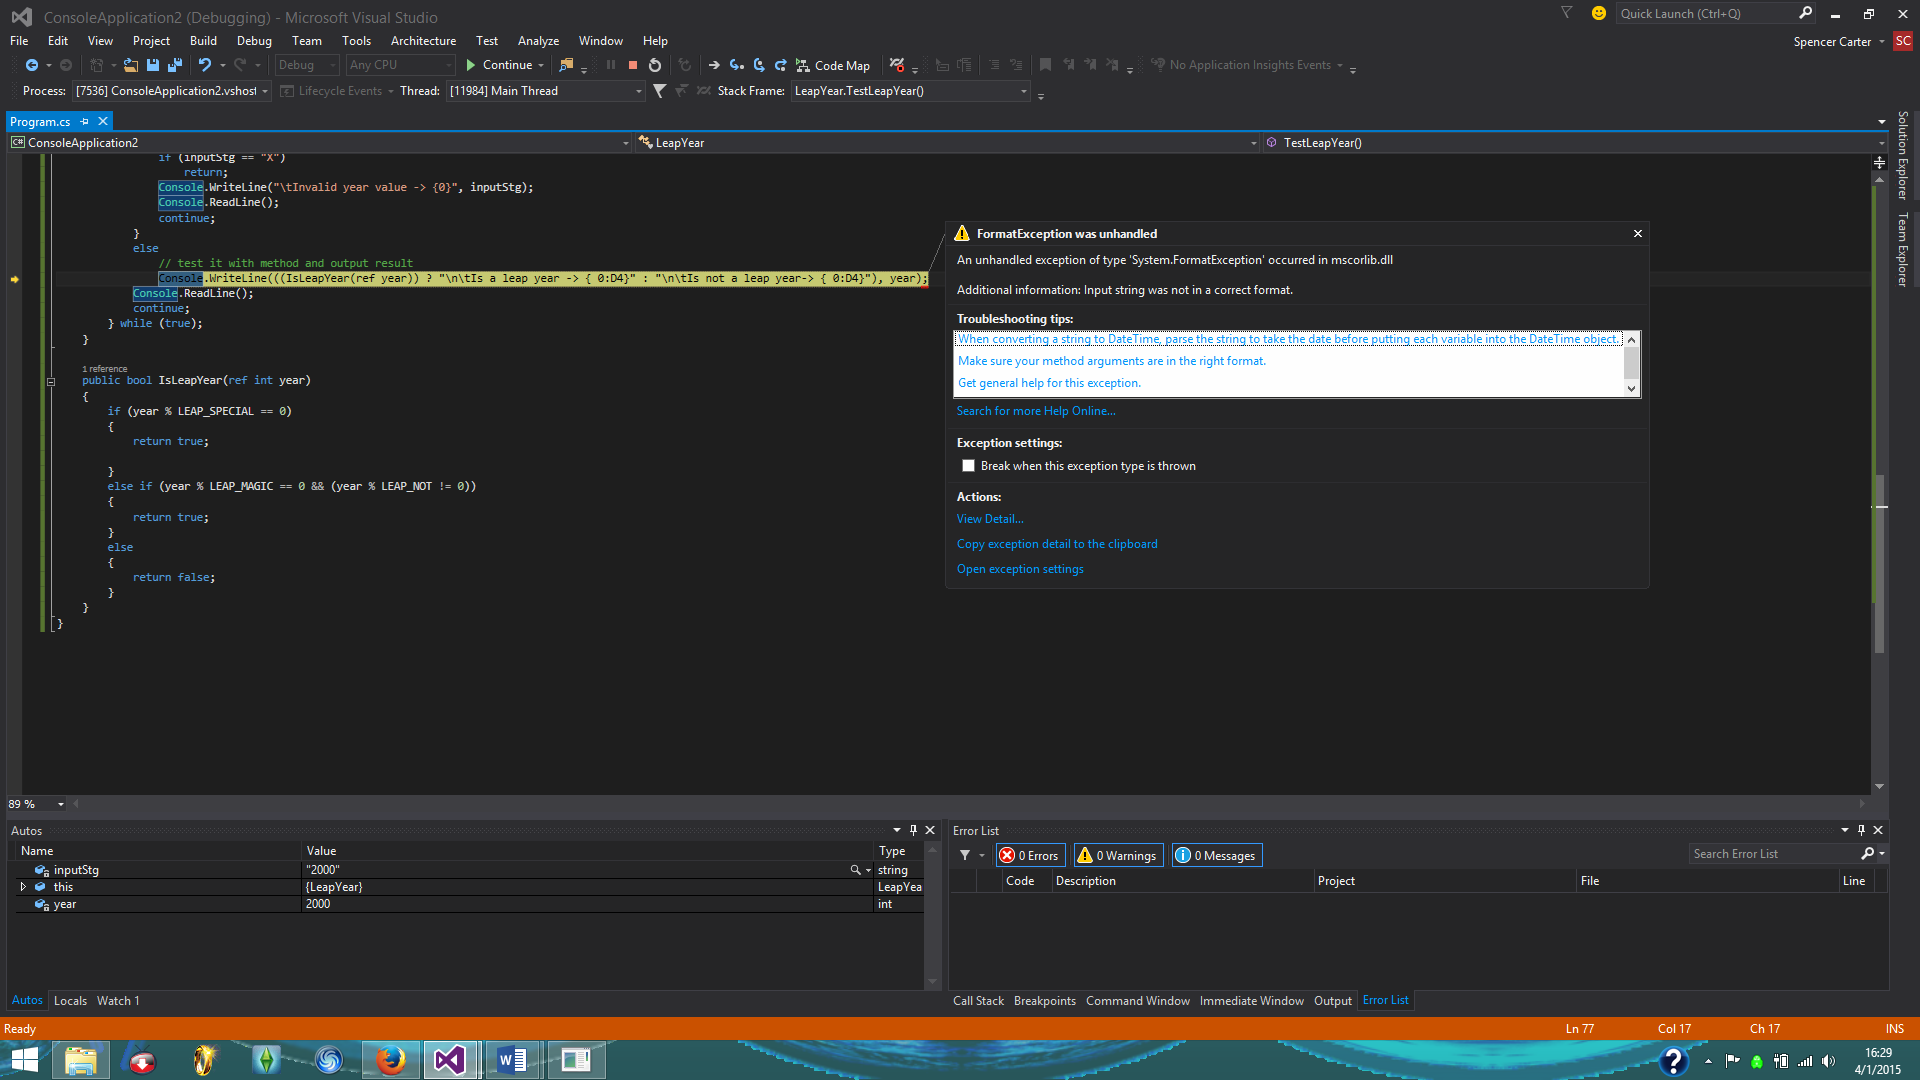 ConsoleApplication2 (Debugging) - Microsoft Visual Studio
Quick Launch (Ctrl+Q)
File Edit View Project Build Debug Team Tools Architecture Test Analyze Window Help
Spencer Carter SC
Debug Any CPU Continue Code Map No Application Insights Events
Process: [7536] ConsoleApplication2.vshost Lifecycle Events Thread: [11984] Main Thread Stack Frame: LeapYear.TestLeapYear()
Program.cs
C# ConsoleApplication2 LeapYear TestLeapYear()
if (inputStg == "X")
return;
Console.WriteLine("\tInvalid year value -> {0}", inputStg);
Console.ReadLine();
continue;
}
else
// test it with method and output result
Console.WriteLine(((IsLeapYear(ref year)) ? "\n\tIs a leap year -> { 0:D4}" : "\n\tIs not a leap year-> { 0:D4}"), year);
Console.ReadLine();
continue;
} while (true);
}
1 reference
public bool IsLeapYear(ref int year)
{
if (year % LEAP_SPECIAL == 0)
{
return true;
}
else if (year % LEAP_MAGIC == 0 && (year % LEAP_NOT != 0))
{
return true;
}
else
{
return false;
}
}
}
FormatException was unhandled
An unhandled exception of type 'System.FormatException' occurred in mscorlib.dll
Additional information: Input string was not in a correct format.
Troubleshooting tips:
When converting a string to DateTime, parse the string to take the date before putting each variable into the DateTime object.
Make sure your method arguments are in the right format.
Get general help for this exception.
Search for more Help Online...
Exception settings:
Break when this exception type is thrown
Actions:
View Detail...
Copy exception detail to the clipboard
Open exception settings
Solution Explorer
Team Explorer
89 %
Autos
Name Value Type
inputStg "2000" string
this {LeapYear} LeapYea
year 2000 int
Autos Locals Watch 1
Error List
0 Errors 0 Warnings 0 Messages
Search Error List
Code Description Project File Line
Call Stack Breakpoints Command Window Immediate Window Output Error List
Ready Ln 77 Col 17 Ch 17 INS
16:29
4/1/2015